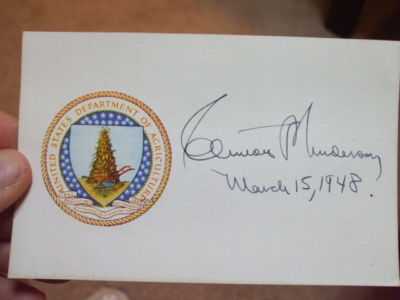 UNITED STATES DEPARTMENT OF AGRICULTURE
Clinton P Anderson
March 15, 1948.